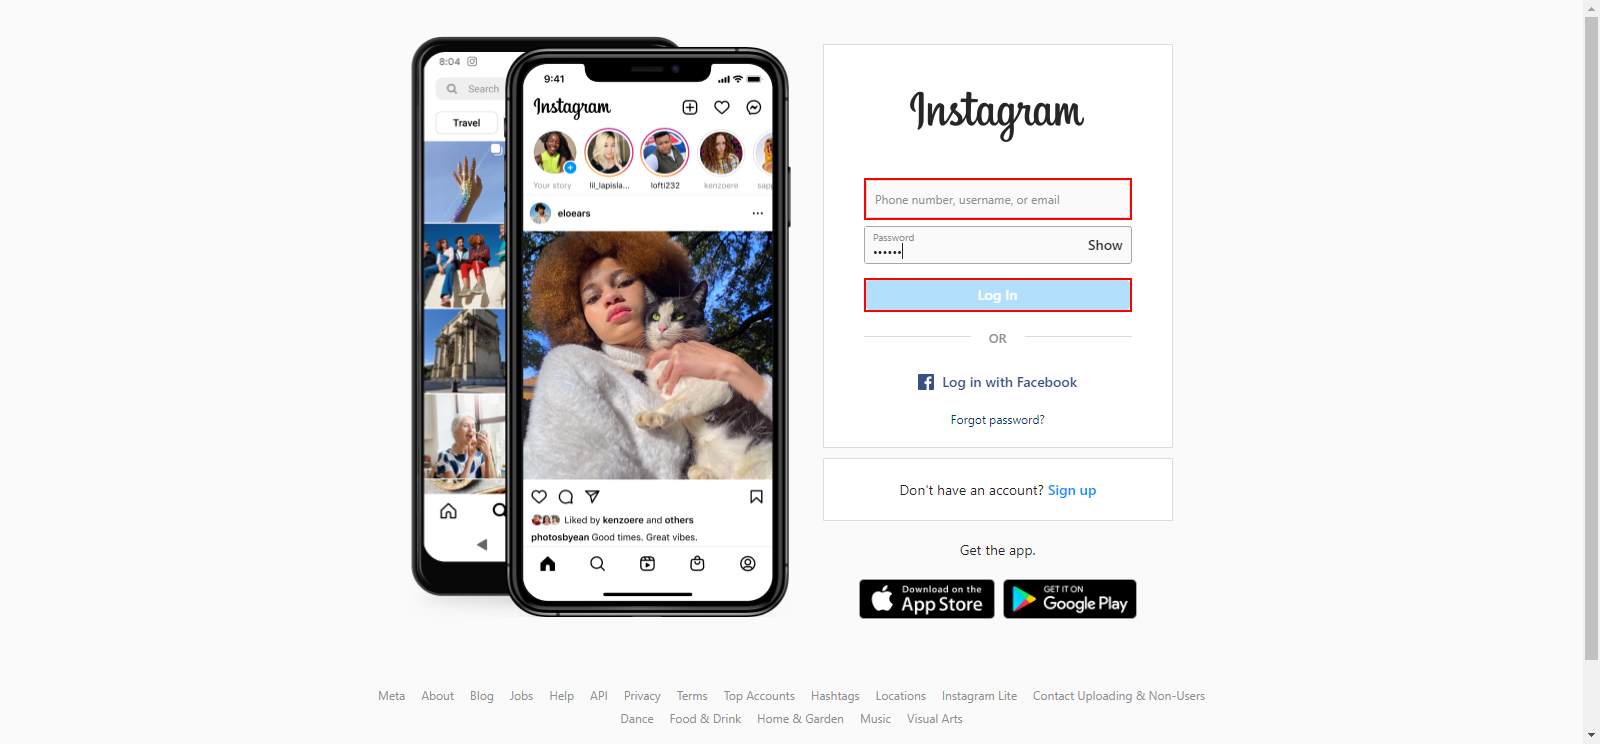 8:04
Search
Travel
9:41
Instagram
Your story
lil_lapisla...
lofti232
kenzoere
sapp
eloears
Liked by kenzoere and others
photosbyean Good times. Great vibes.
Instagram
Phone number, username, or email
Password
••••••
Show
Log In
OR
Log in with Facebook
Forgot password?
Don't have an account? Sign up
Get the app.
Download on the
App Store
GET IT ON
Google Play
Meta About Blog Jobs Help API Privacy Terms Top Accounts Hashtags Locations Instagram Lite Contact Uploading & Non-Users
Dance Food & Drink Home & Garden Music Visual Arts